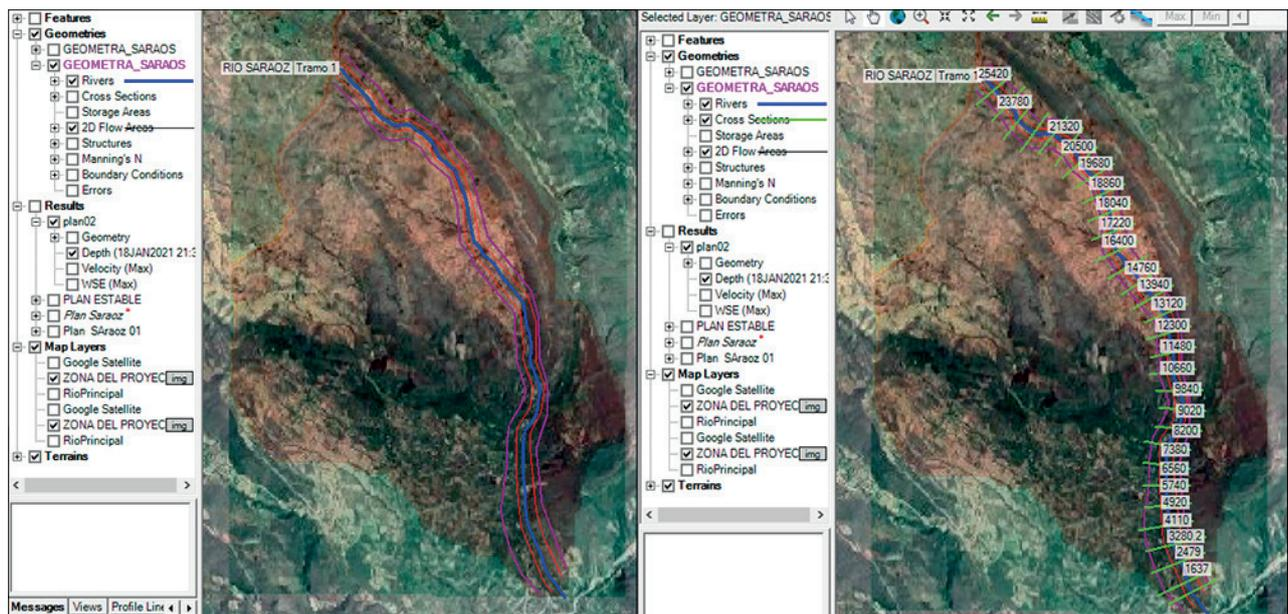 Features
Geometries
GEOMETRA_SARAOS
GEOMETRA_SARAOS
Rivers
Cross Sections
Storage Areas
2D Flow Areas
Structures
Manning's N
Boundary Conditions
Errors
Results
plan02
Geometry
Depth (18JAN2021 21:3
Velocity (Max)
WSE (Max)
PLAN ESTABLE
Plan Saraoz
Plan SAraoz 01
Map Layers
Google Satellite
ZONA DEL PROYEC img
RioPrincipal
Google Satellite
ZONA DEL PROYEC img
RioPrincipal
Terrains
Messages Views Profile Line
RIO SARAOZ Tramo 1
Selected Layer: GEOMETRA_SARAOS
Max Min
Features
Geometries
GEOMETRA_SARAOS
GEOMETRA_SARAOS
Rivers
Cross Sections
Storage Areas
2D Flow Areas
Structures
Manning's N
Boundary Conditions
Errors
Results
plan02
Geometry
Depth (18JAN2021 21:3
Velocity (Max)
WSE (Max)
PLAN ESTABLE
Plan Saraoz
Plan SAraoz 01
Map Layers
Google Satellite
ZONA DEL PROYEC img
RioPrincipal
Google Satellite
ZONA DEL PROYEC img
RioPrincipal
Terrains
RIO SARAOZ Tramo 1
25420
23780
21320
20500
19680
18860
18040
17220
16400
14760
13940
13120
12300
11480
10660
9840
9020
8200
7380
6560
5740
4920
4110
3280.2
2479
1637